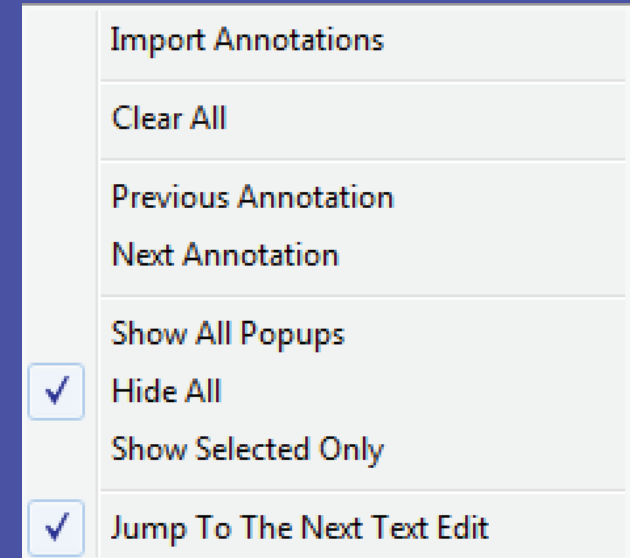 Import Annotations
Clear All
Previous Annotation
Next Annotation
Show All Popups
Hide All
Show Selected Only
Jump To The Next Text Edit